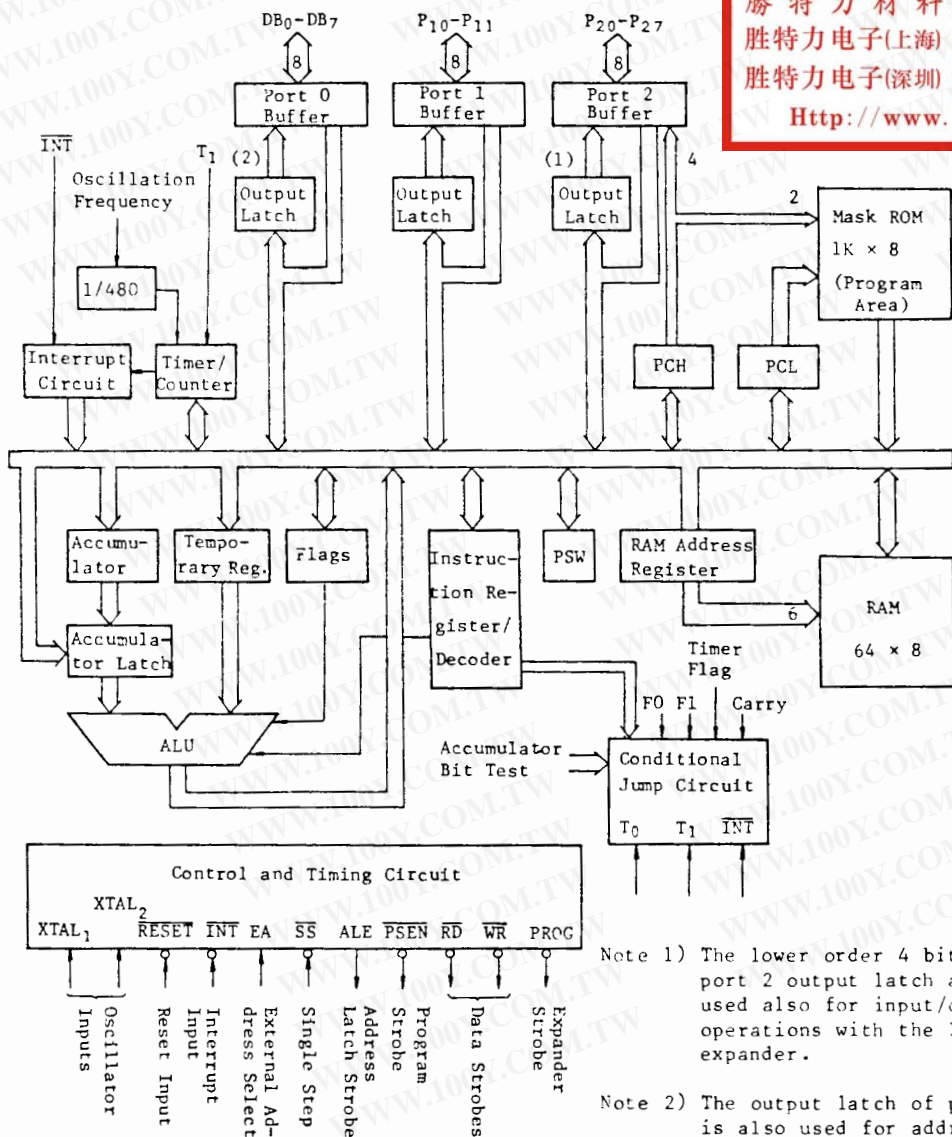 DB0-DB7
P10-P11
P20-P27
勝特力材料
胜特力电子(上海)
胜特力电子(深圳)
Http://www.
8
8
8
Port 0
Buffer
Port 1
Buffer
Port 2
Buffer
INT
T1
(2)
(1)
4
Oscillation
Frequency
Output
Latch
Output
Latch
Output
Latch
2
Mask ROM
1K × 8
(Program
Area)
1/480
Interrupt
Circuit
Timer/
Counter
PCH
PCL
Accumu-
lator
Tempo-
rary Reg.
Flags
Instruc-
tion Re-
gister/
Decoder
PSW
RAM Address
Register
6
RAM
64 × 8
Accumula-
tor Latch
ALU
Timer
Flag
F0
F1
Carry
Accumulator
Bit Test
Conditional
Jump Circuit
T0
T1
INT
Control and Timing Circuit
XTAL1
XTAL2
RESET
INT
EA
SS
ALE
PSEN
RD
WR
PROG
Oscillator
Inputs
Reset Input
Interrupt
Input
External Ad-
dress Select
Single Step
Address
Latch Strobe
Program
Strobe
Data Strobes
Expander
Strobe
Note 1) The lower order 4 bit
port 2 output latch a
used also for input/
operations with the
expander.
Note 2) The output latch of
is also used for addr
WWW.100Y.COM.TW